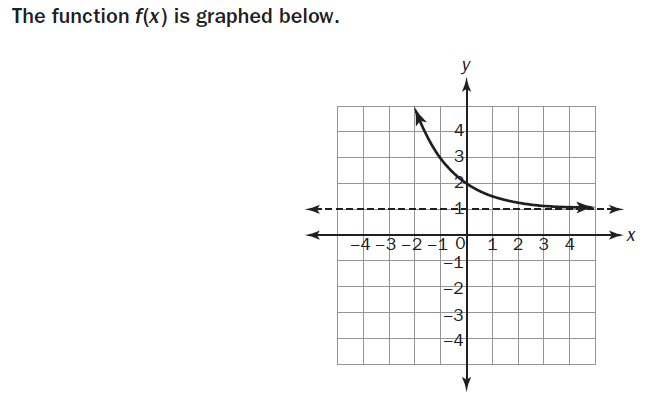 The function f(x) is graphed below.
y
4
3
2
1
-4 -3 -2 -1 0 1 2 3 4 x
-1
-2
-3
-4